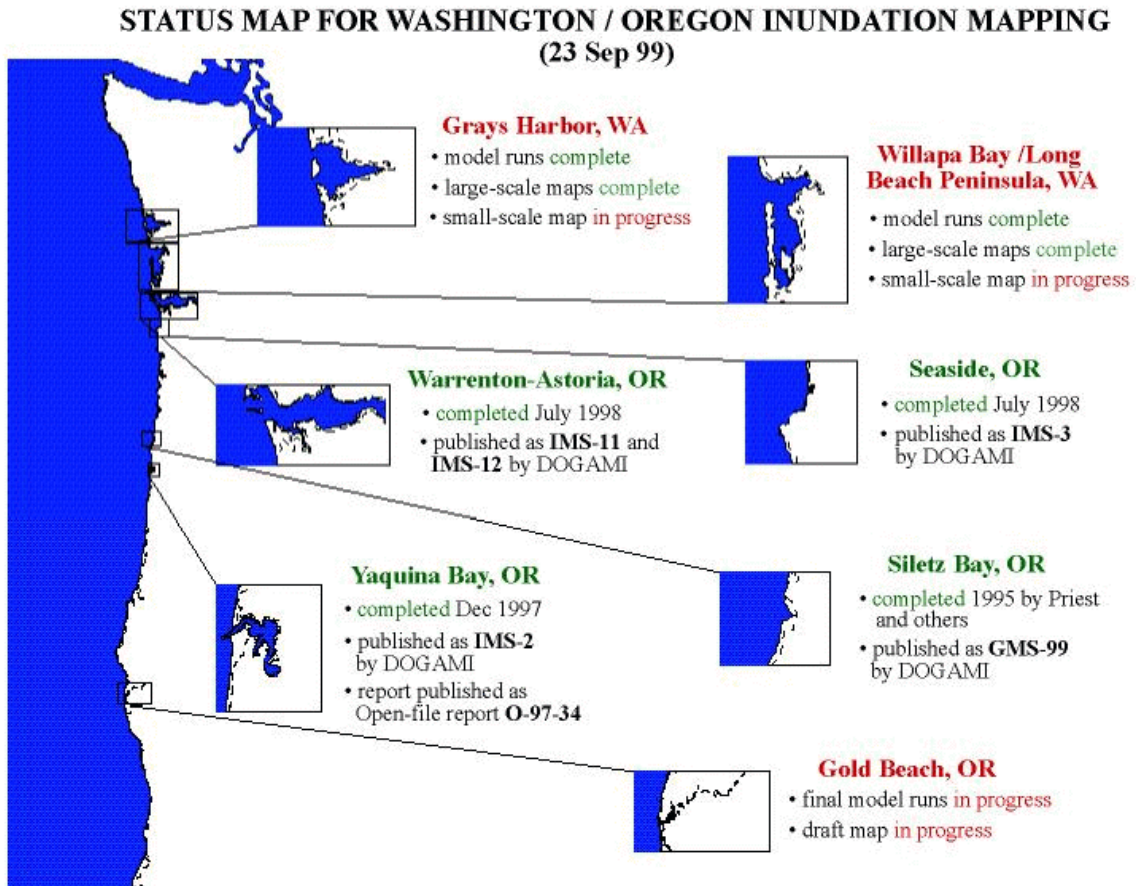 STATUS MAP FOR WASHINGTON / OREGON INUNDATION MAPPING
(23 Sep 99)
Grays Harbor, WA
• model runs complete
• large-scale maps complete
• small-scale map in progress
Willapa Bay /Long
Beach Peninsula, WA
• model runs complete
• large-scale maps complete
• small-scale map in progress
Warrenton-Astoria, OR
• completed July 1998
• published as IMS-11 and
IMS-12 by DOGAMI
Seaside, OR
• completed July 1998
• published as IMS-3
by DOGAMI
Yaquina Bay, OR
• completed Dec 1997
• published as IMS-2
by DOGAMI
• report published as
Open-file report O-97-34
Siletz Bay, OR
• completed 1995 by Priest
and others
• published as GMS-99
by DOGAMI
Gold Beach, OR
• final model runs in progress
• draft map in progress